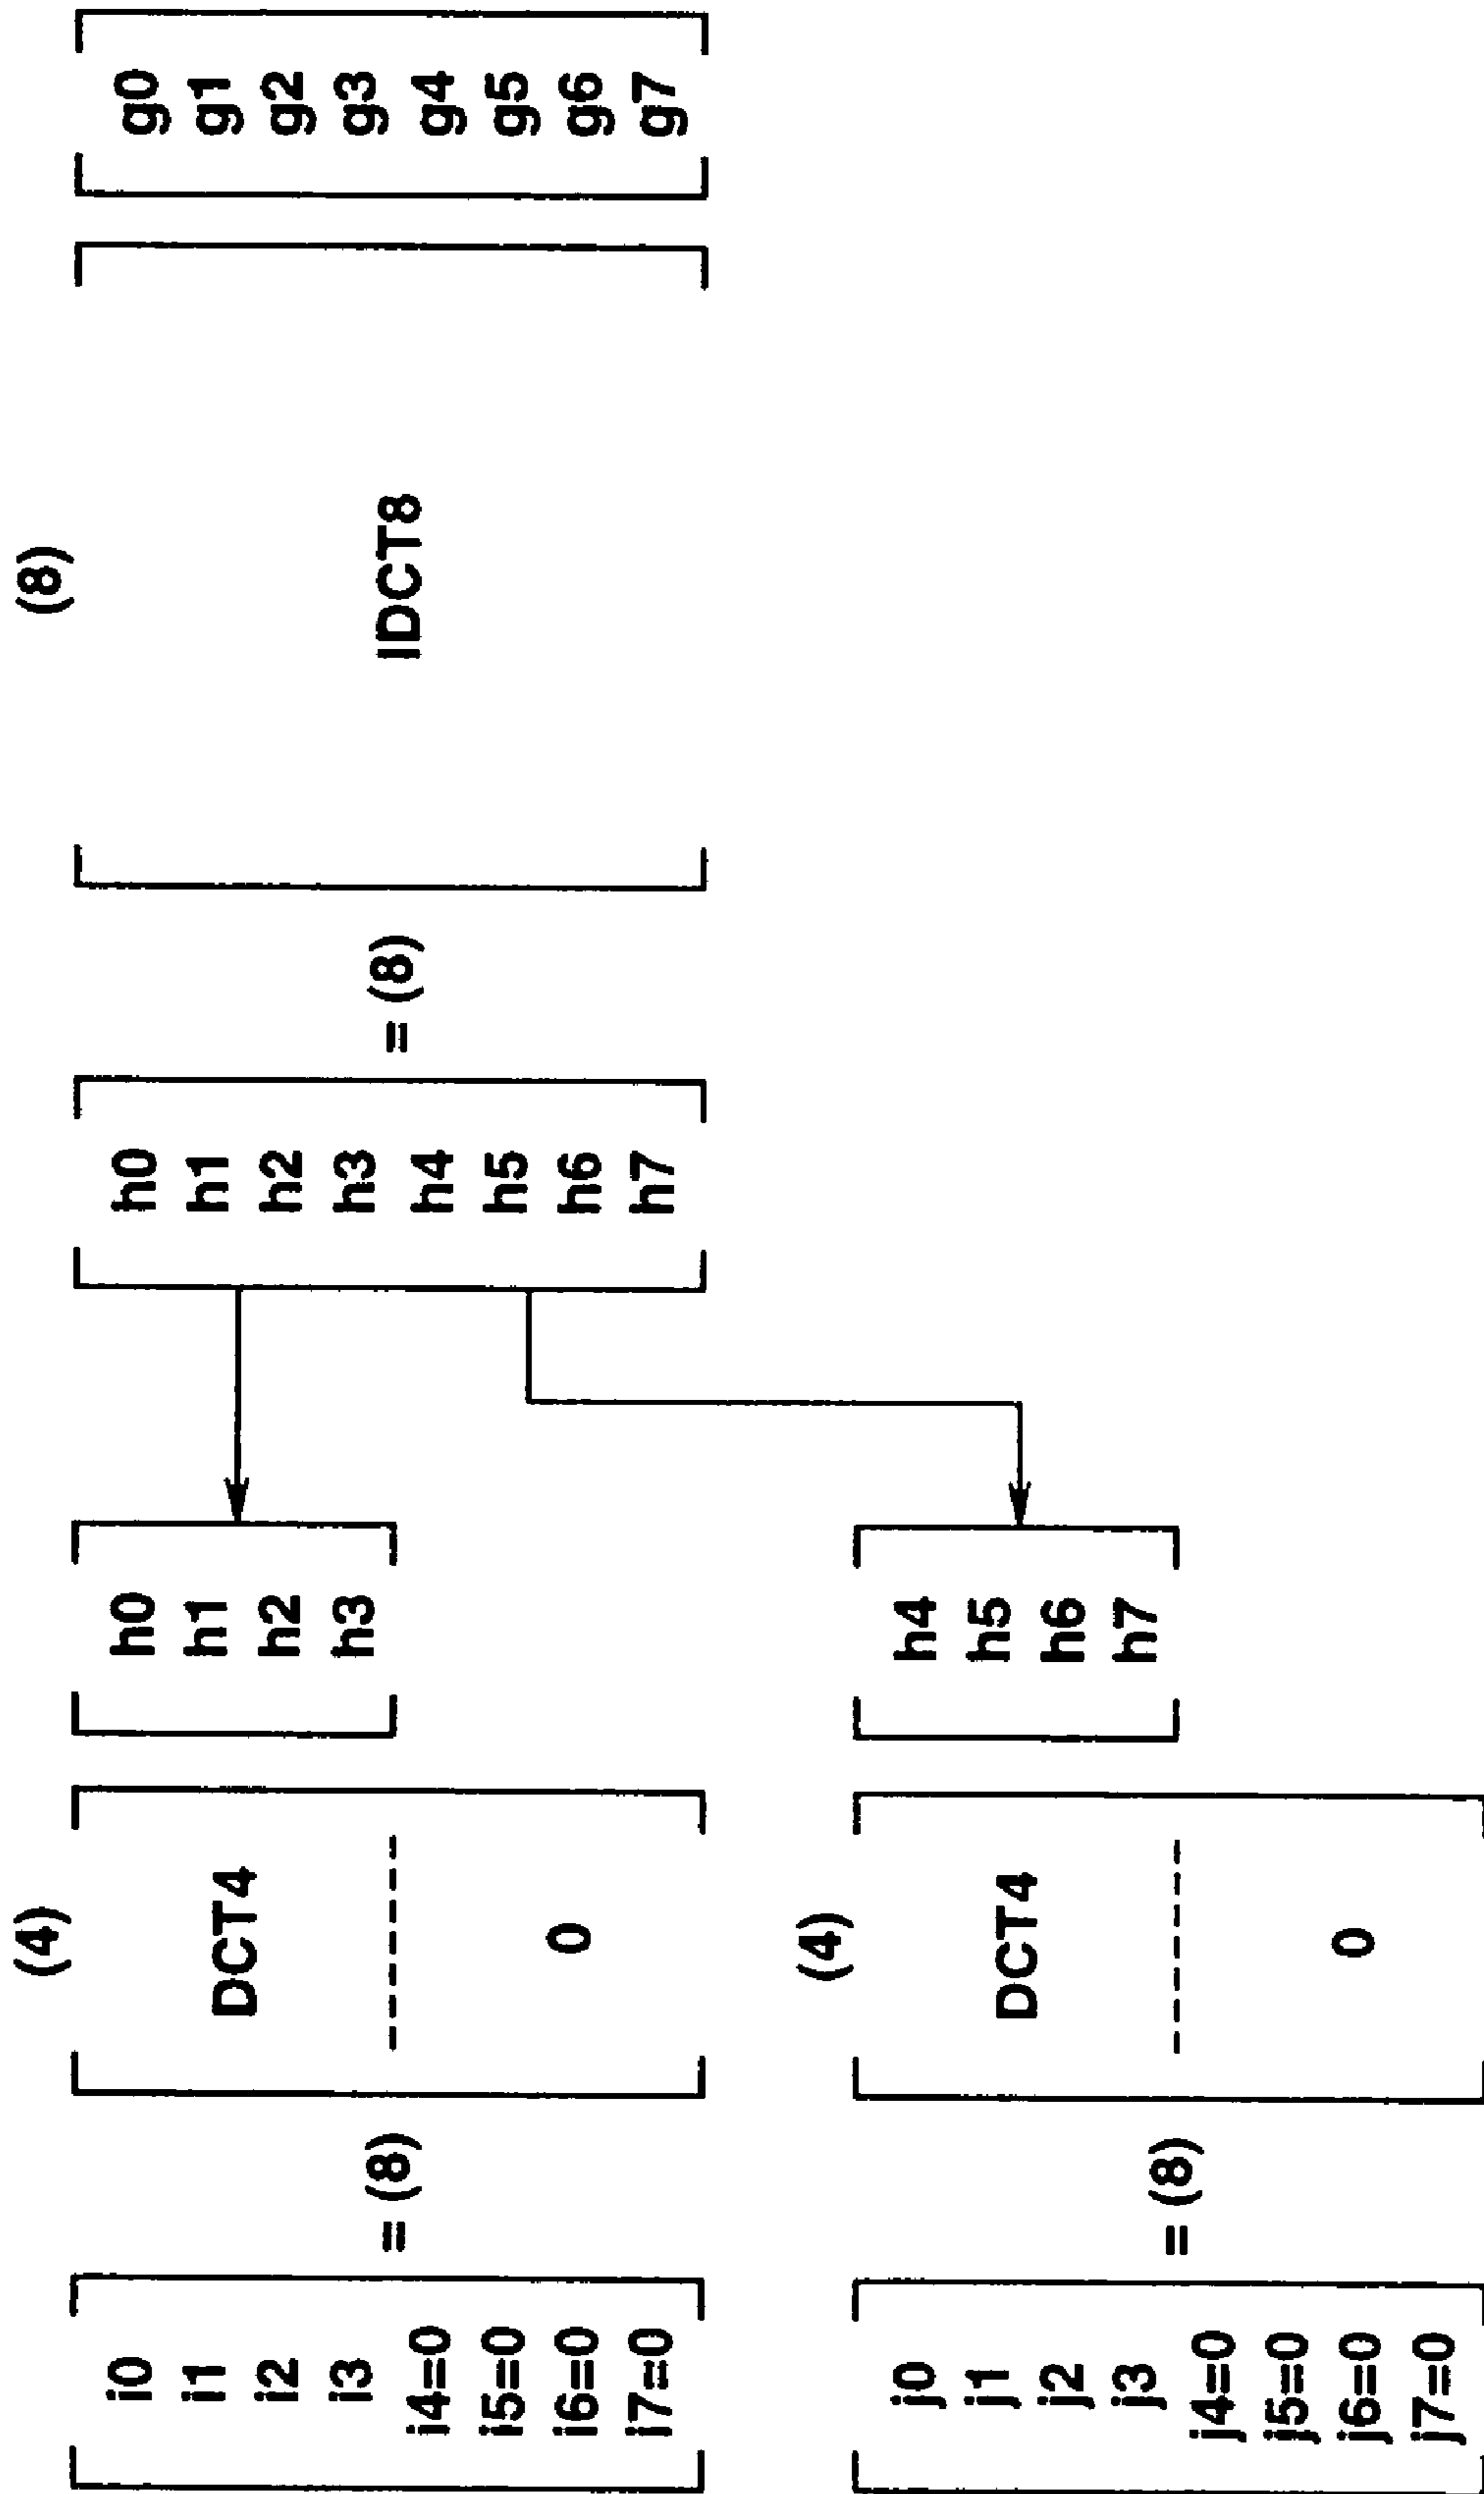 i0
i1
i2
i3
i4=0
i5=0
i6=0
i7=0
= (8)
(4)
DCT4
0
h0
h1
h2
h3
h0
h1
h2
h3
h4
h5
h6
h7
= (8)
(8)
IDCT8
g0
g1
g2
g3
g4
g5
g6
g7
j0
j1
j2
j3
j4=0
j5=0
j6=0
j7=0
= (8)
(4)
DCT4
0
h4
h5
h6
h7